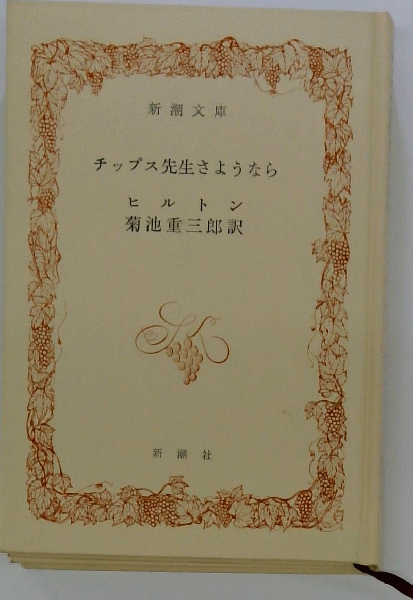 新潮文庫
チップス先生さようなら
ヒルトン
菊池重三郎訳
新潮社